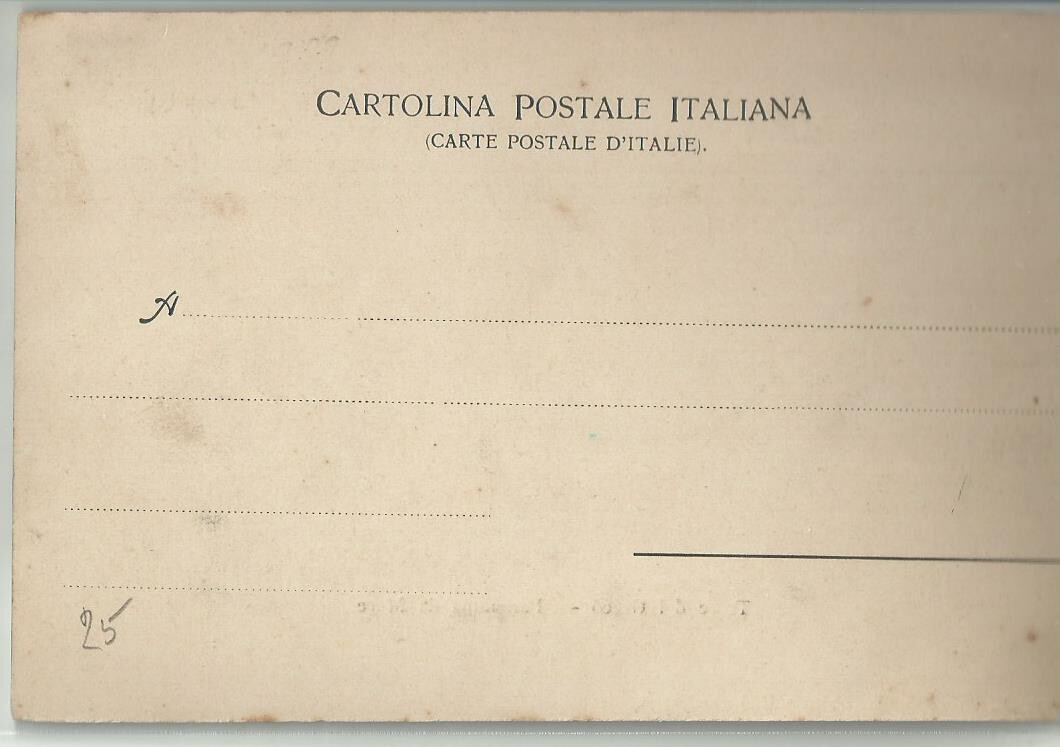 CARTOLINA POSTALE ITALIANA
(CARTE POSTALE D'ITALIE).
A
25